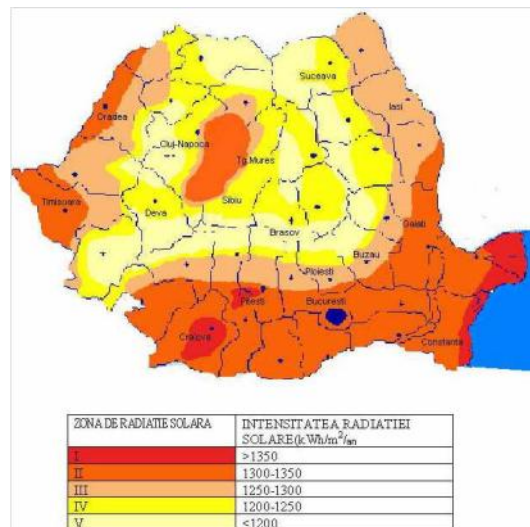 Suceava
Iasi
Oradea
Cluj-Napoca
Tg.Mures
Timisoara
Deva
Sibiu
Galati
Brasov
Buzau
Ploiesti
Pitesti
Bucuresti
Craiova
Constanta
ZONA DE RADIATIE SOLARA
INTENSITATEA RADIATIEI
SOLARE(kWh/m²/an
I >1350
II 1300-1350
III 1250-1300
IV 1200-1250
V <1200